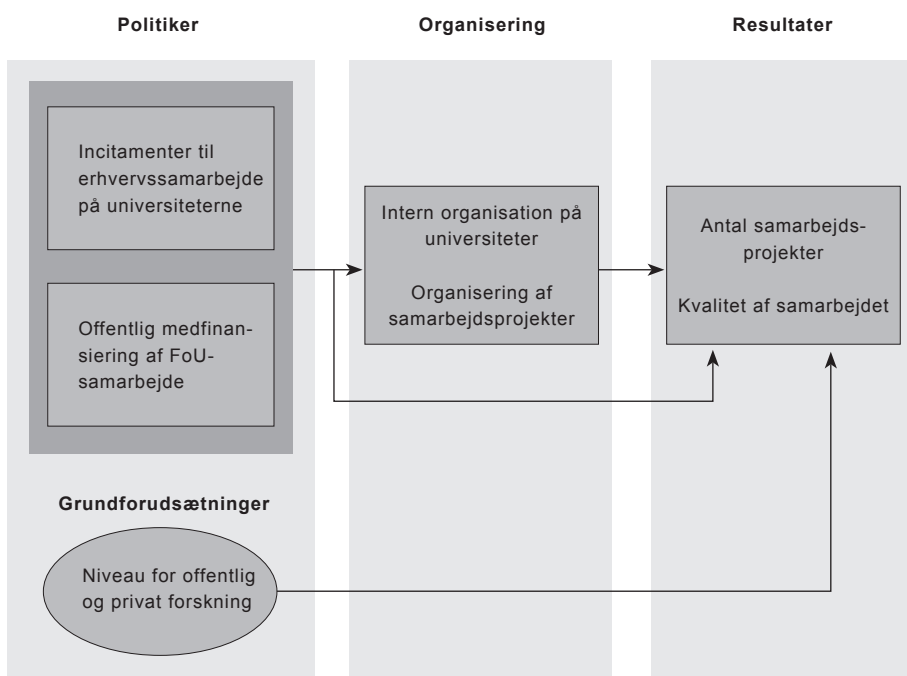 Politiker
Organisering
Resultater
Incitamenter til
erhvervssamarbejde
på universiteterne
Offentlig medfinan-
siering af FoU-
samarbejde
Grundforudsætninger
Niveau for offentlig
og privat forskning
Intern organisation på
universiteter
Organisering af
samarbejdsprojekter
Antal samarbejds-
projekter
Kvalitet af samarbejdet